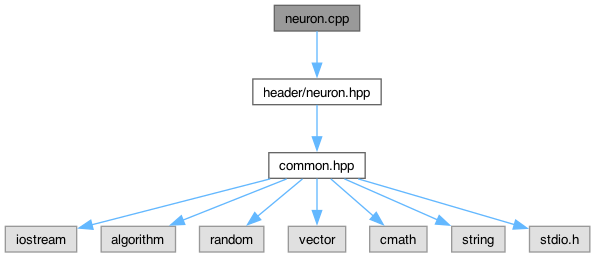 neuron.cpp
header/neuron.hpp
common.hpp
iostream
algorithm
random
vector
cmath
string
stdio.h